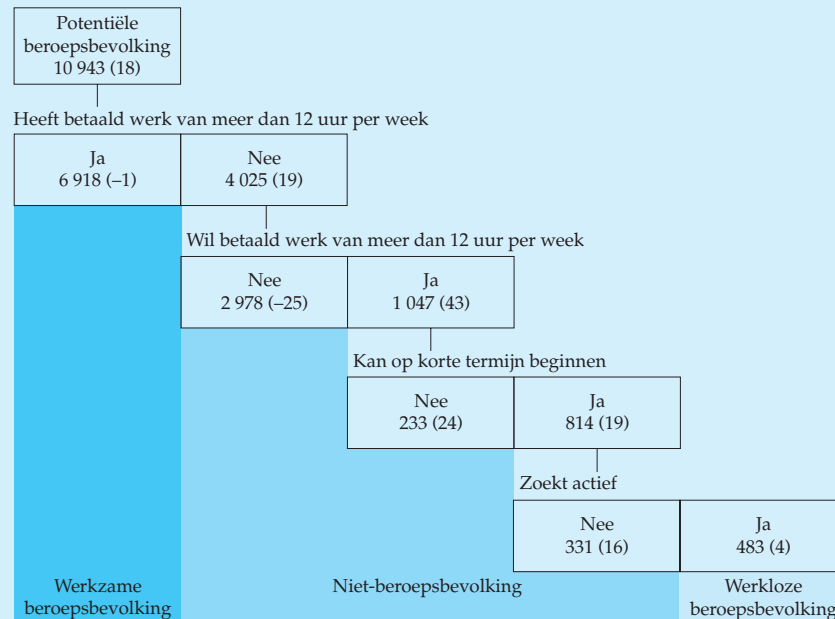 Potentiële
beroepsbevolking
10 943 (18)
Heeft betaald werk van meer dan 12 uur per week
Ja
6 918 (–1)
Nee
4 025 (19)
Wil betaald werk van meer dan 12 uur per week
Nee
2 978 (–25)
Ja
1 047 (43)
Kan op korte termijn beginnen
Nee
233 (24)
Ja
814 (19)
Zoekt actief
Nee
331 (16)
Ja
483 (4)
Werkzame
beroepsbevolking
Niet-beroepsbevolking
Werkloze
beroepsbevolking